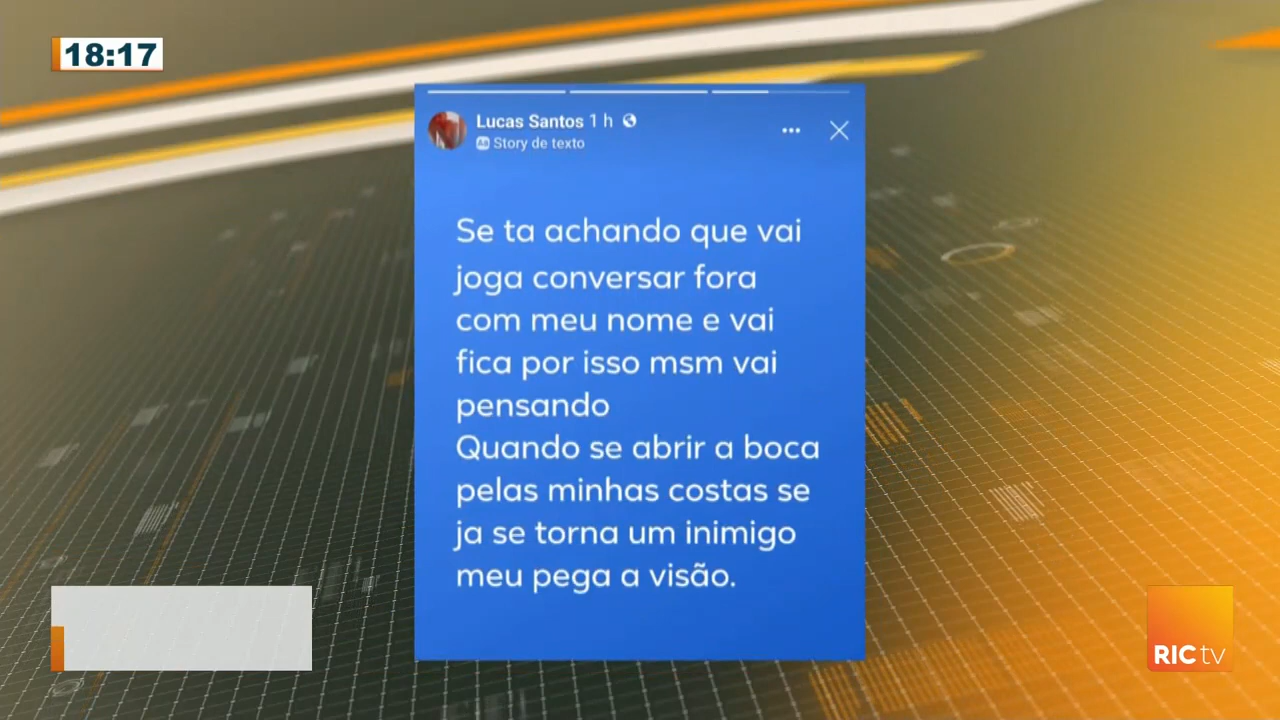 18:17
Lucas Santos 1 h
Story de texto
Se ta achando que vai
joga conversar fora
com meu nome e vai
fica por isso msm vai
pensando
Quando se abrir a boca
pelas minhas costas se
ja se torna um inimigo
meu pega a visão.
RIC tv